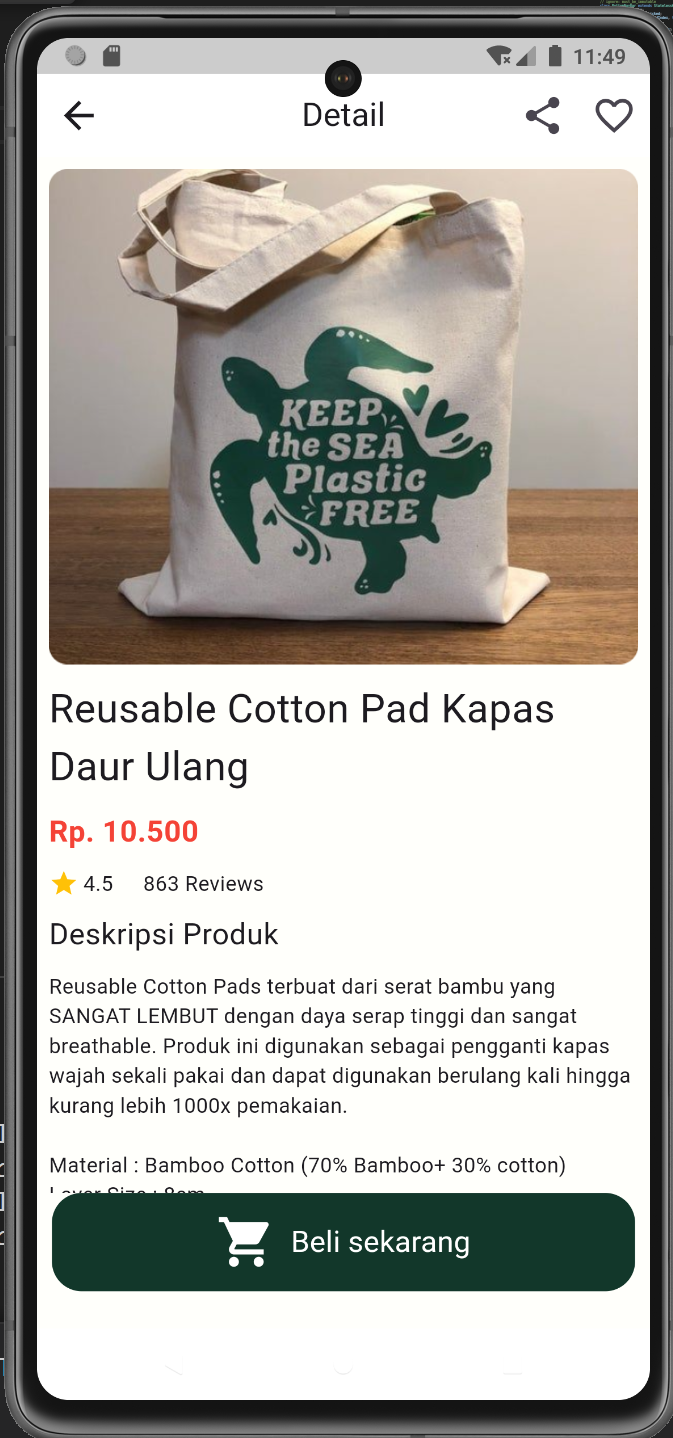 11:49
Detail
KEEP
the SEA
Plastic
FREE
Reusable Cotton Pad Kapas
Daur Ulang
Rp. 10.500
4.5 863 Reviews
Deskripsi Produk
Reusable Cotton Pads terbuat dari serat bambu yang
SANGAT LEMBUT dengan daya serap tinggi dan sangat
breathable. Produk ini digunakan sebagai pengganti kapas
wajah sekali pakai dan dapat digunakan berulang kali hingga
kurang lebih 1000x pemakaian.
Material : Bamboo Cotton (70% Bamboo+ 30% cotton)
Layer Size : 8cm
Beli sekarang